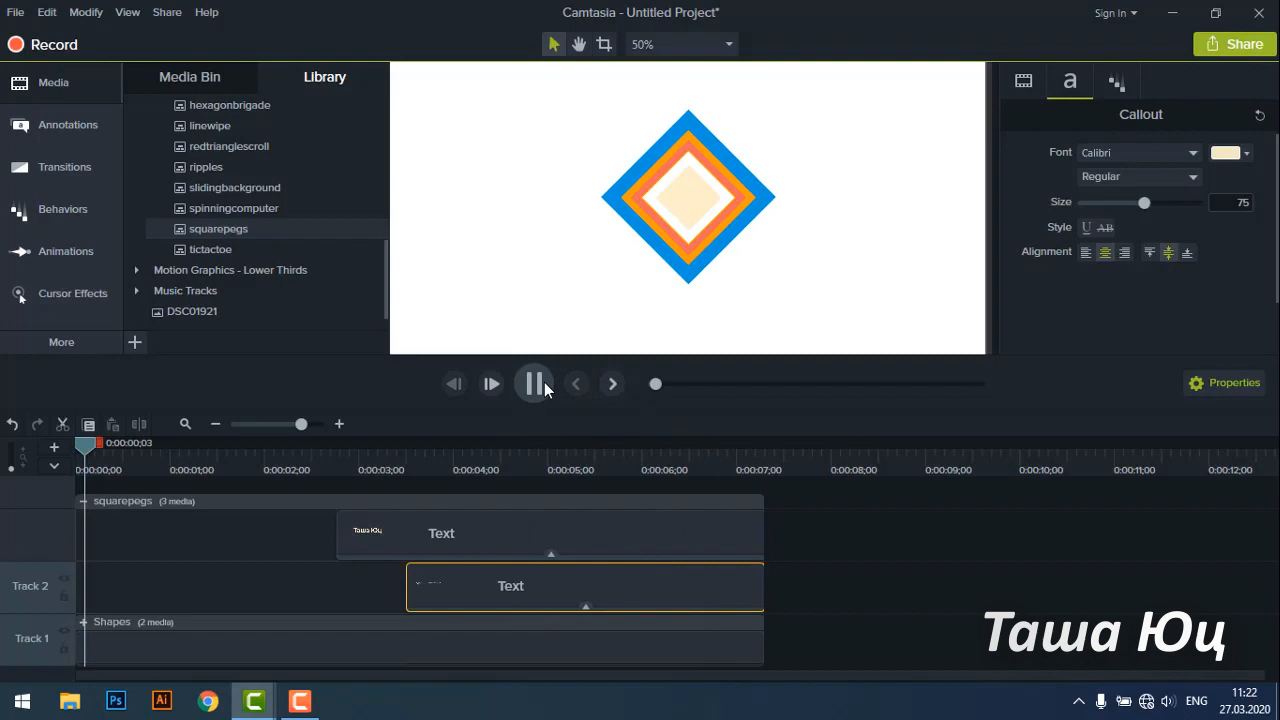 File Edit Modify View Share Help
Camtasia - Untitled Project*
Sign In
Record
50%
Share
Media
Annotations
Transitions
Behaviors
Animations
Cursor Effects
More
Media Bin
Library
hexagonbrigade
linewipe
redtrianglescroll
ripples
slidingbackground
spinningcomputer
squarepegs
tictactoe
Motion Graphics - Lower Thirds
Music Tracks
DSC01921
a
Callout
Font
Calibri
Regular
Size
75
Style
U AB
Alignment
Properties
0:00:00;03
0:00:00;00 0:00:01;00 0:00:02;00 0:00:03;00 0:00:04;00 0:00:05;00 0:00:06;00 0:00:07;00 0:00:08;00 0:00:09;00 0:00:10;00 0:00:11;00 0:00:12;00
squarepegs (3 media)
Таша Юц
Text
Track 2
Text
Shapes (2 media)
Track 1
Таша Юц
Ps
Ai
ENG
11:22
27.03.2020